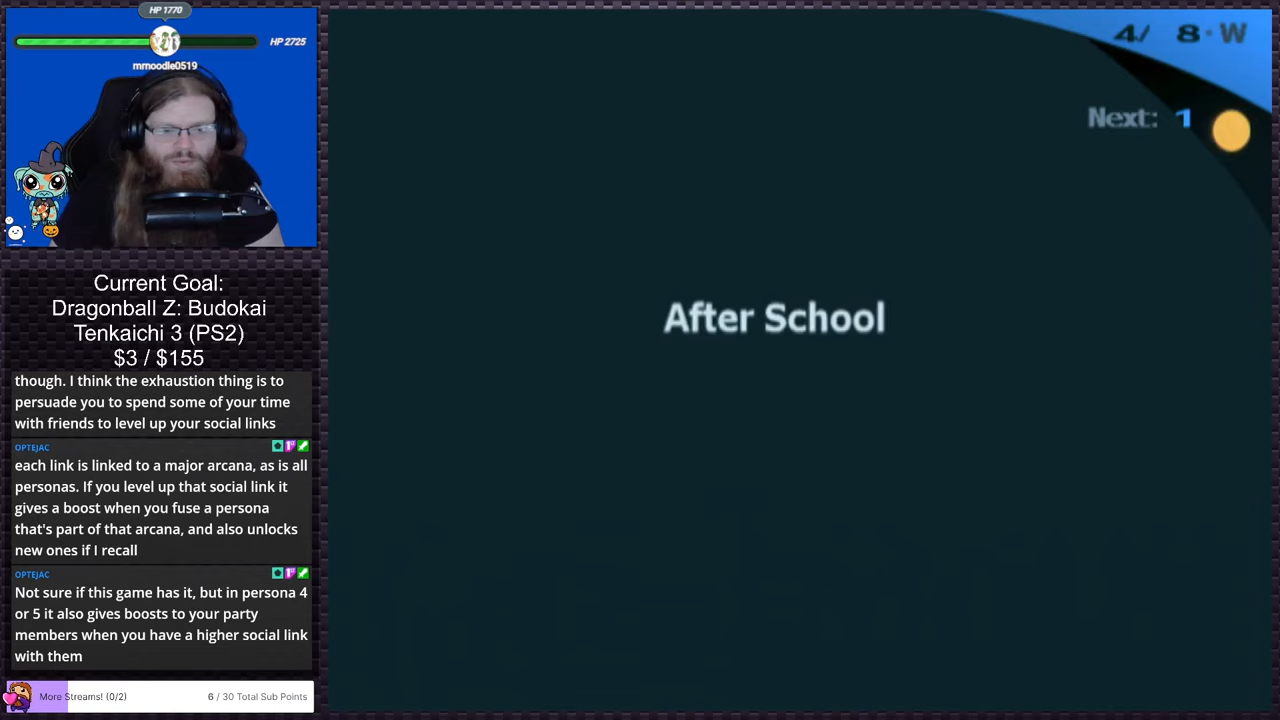 HP 1770
HP 2725
mmoodle0519
4/ 8·W
Next: 1
After School
Current Goal:
Dragonball Z: Budokai
Tenkaichi 3 (PS2)
$3 / $155
though. I think the exhaustion thing is to
persuade you to spend some of your time
with friends to level up your social links
OPTEJAC
each link is linked to a major arcana, as is all
personas. If you level up that social link it
gives a boost when you fuse a persona
that's part of that arcana, and also unlocks
new ones if I recall
OPTEJAC
Not sure if this game has it, but in persona 4
or 5 it also gives boosts to your party
members when you have a higher social link
with them
More Streams! (0/2)
6 / 30 Total Sub Points